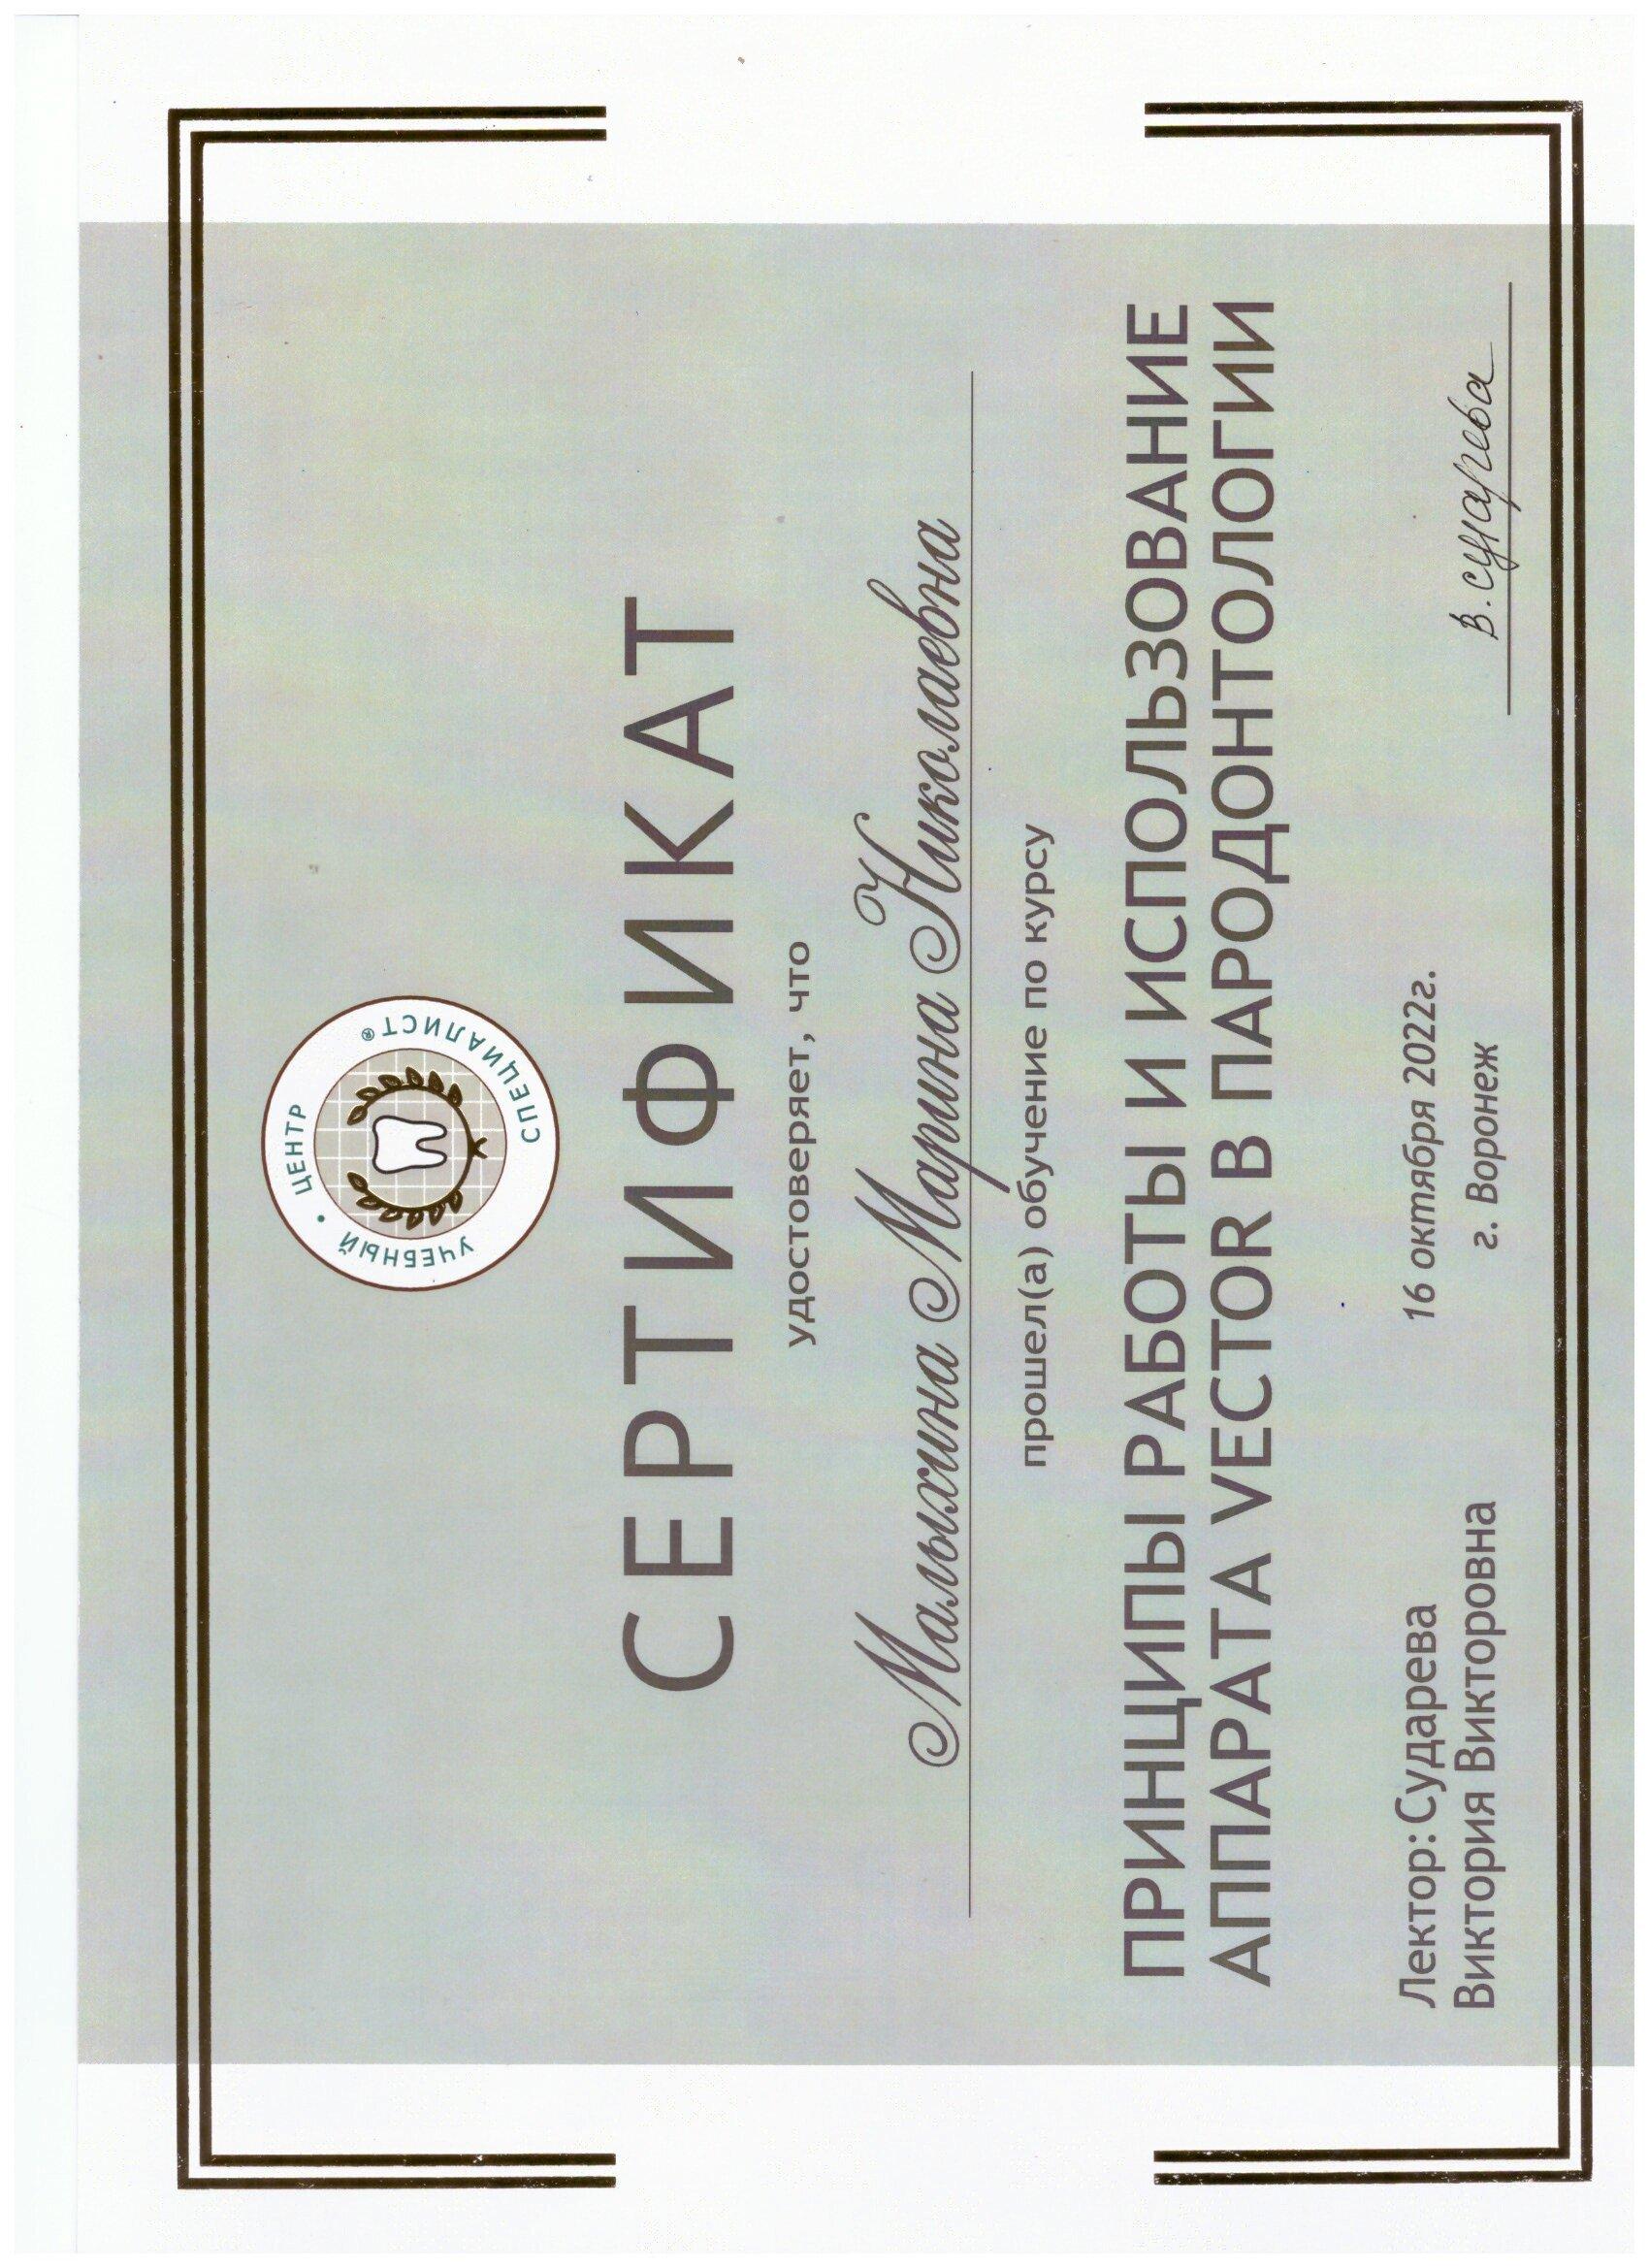 УЧЕБНЫЙ • ЦЕНТР
СПЕЦИАЛИСТ®
СЕРТИФИКАТ
удостоверяет, что
Малыхина Марина Николаевна
прошел(а) обучение по курсу
ПРИНЦИПЫ РАБОТЫ И ИСПОЛЬЗОВАНИЕ
АППАРАТА VECTOR В ПАРОДОНТОЛОГИИ
Лектор: Сударева
Виктория Викторовна
16 октября 2022г.
г. Воронеж
В. Сударева